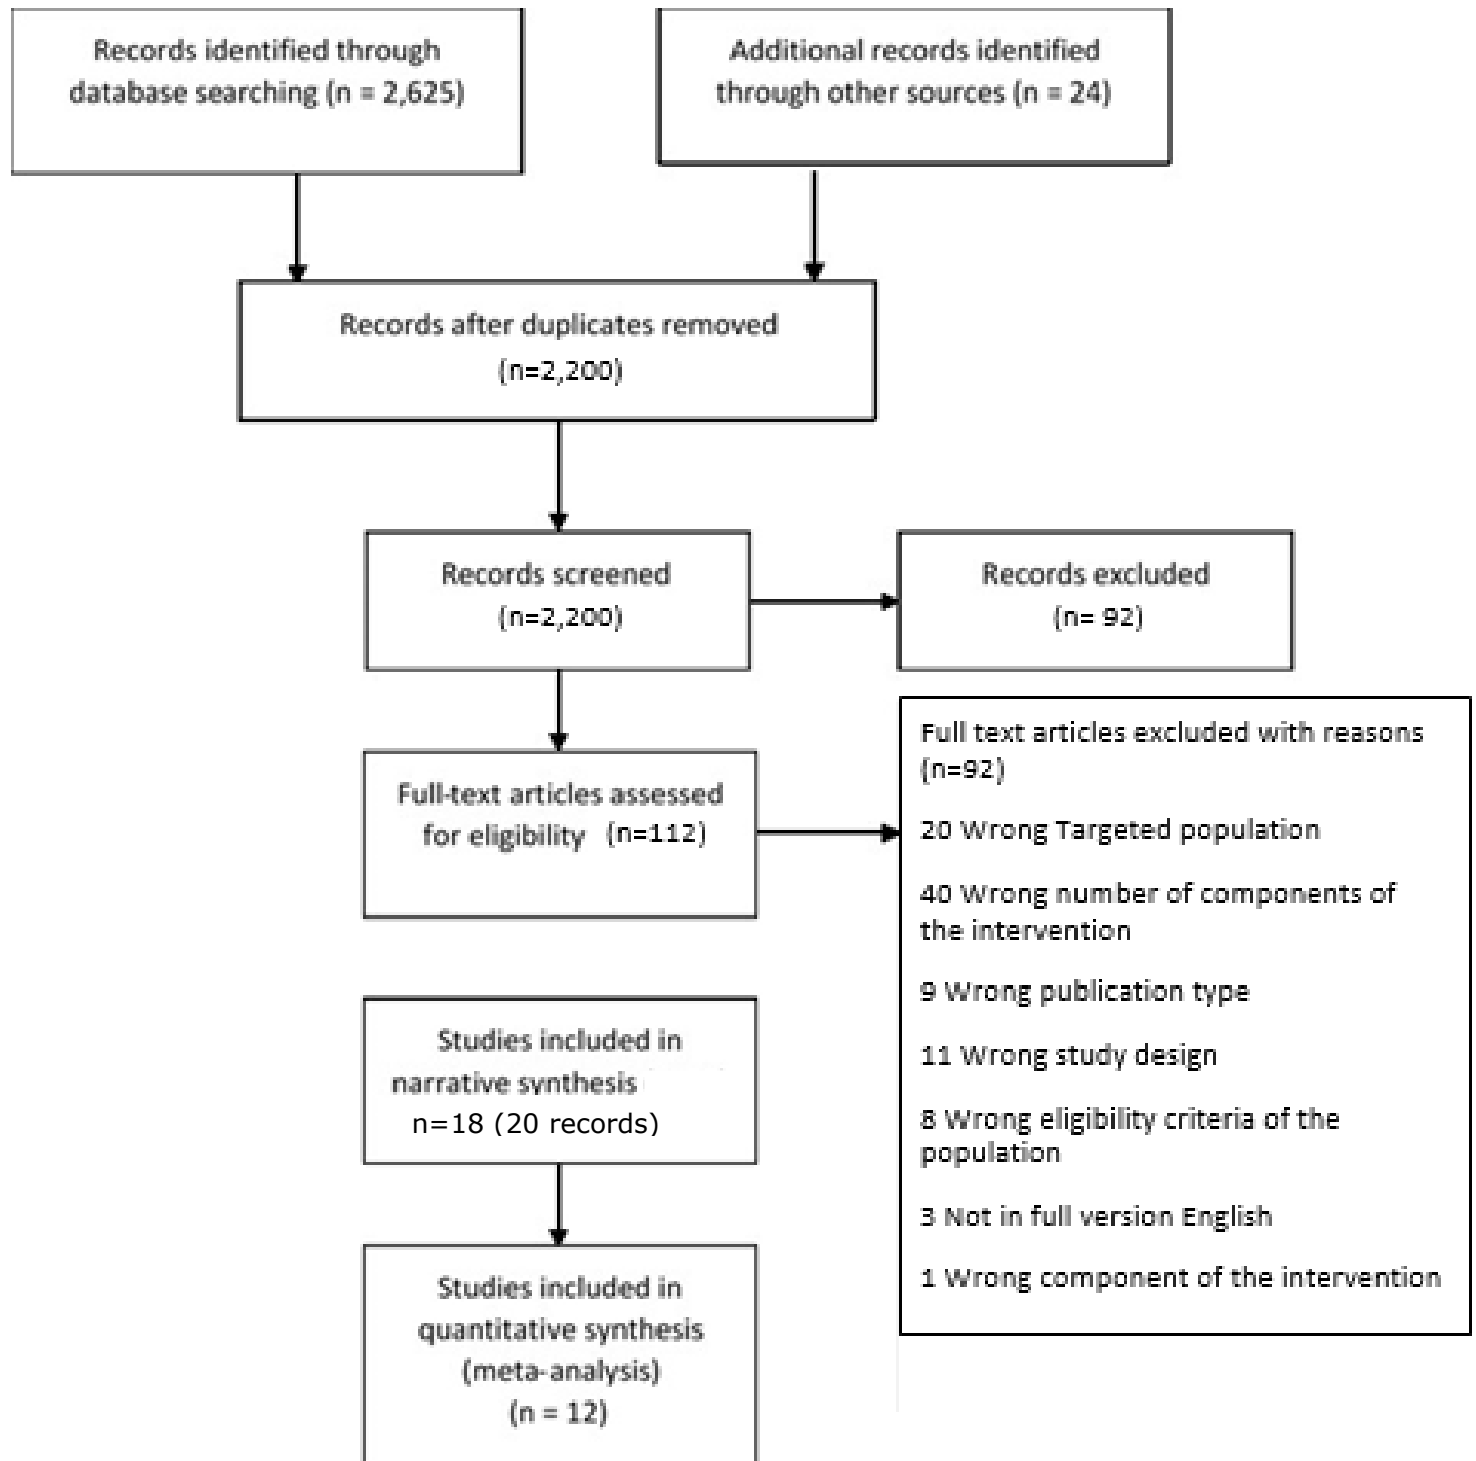 Records identified through
database searching (n = 2,625)
Additional records identified
through other sources (n = 24)
Records after duplicates removed
(n=2,200)
Records screened
(n=2,200)
Records excluded
(n= 92)
Full-text articles assessed
for eligibility (n=112)
Full text articles excluded with reasons
(n=92)
20 Wrong Targeted population
40 Wrong number of components of
the intervention
9 Wrong publication type
11 Wrong study design
8 Wrong eligibility criteria of the
population
3 Not in full version English
1 Wrong component of the intervention
Studies included in
narrative synthesis
n=18 (20 records)
Studies included in
quantitative synthesis
(meta-analysis)
(n = 12)